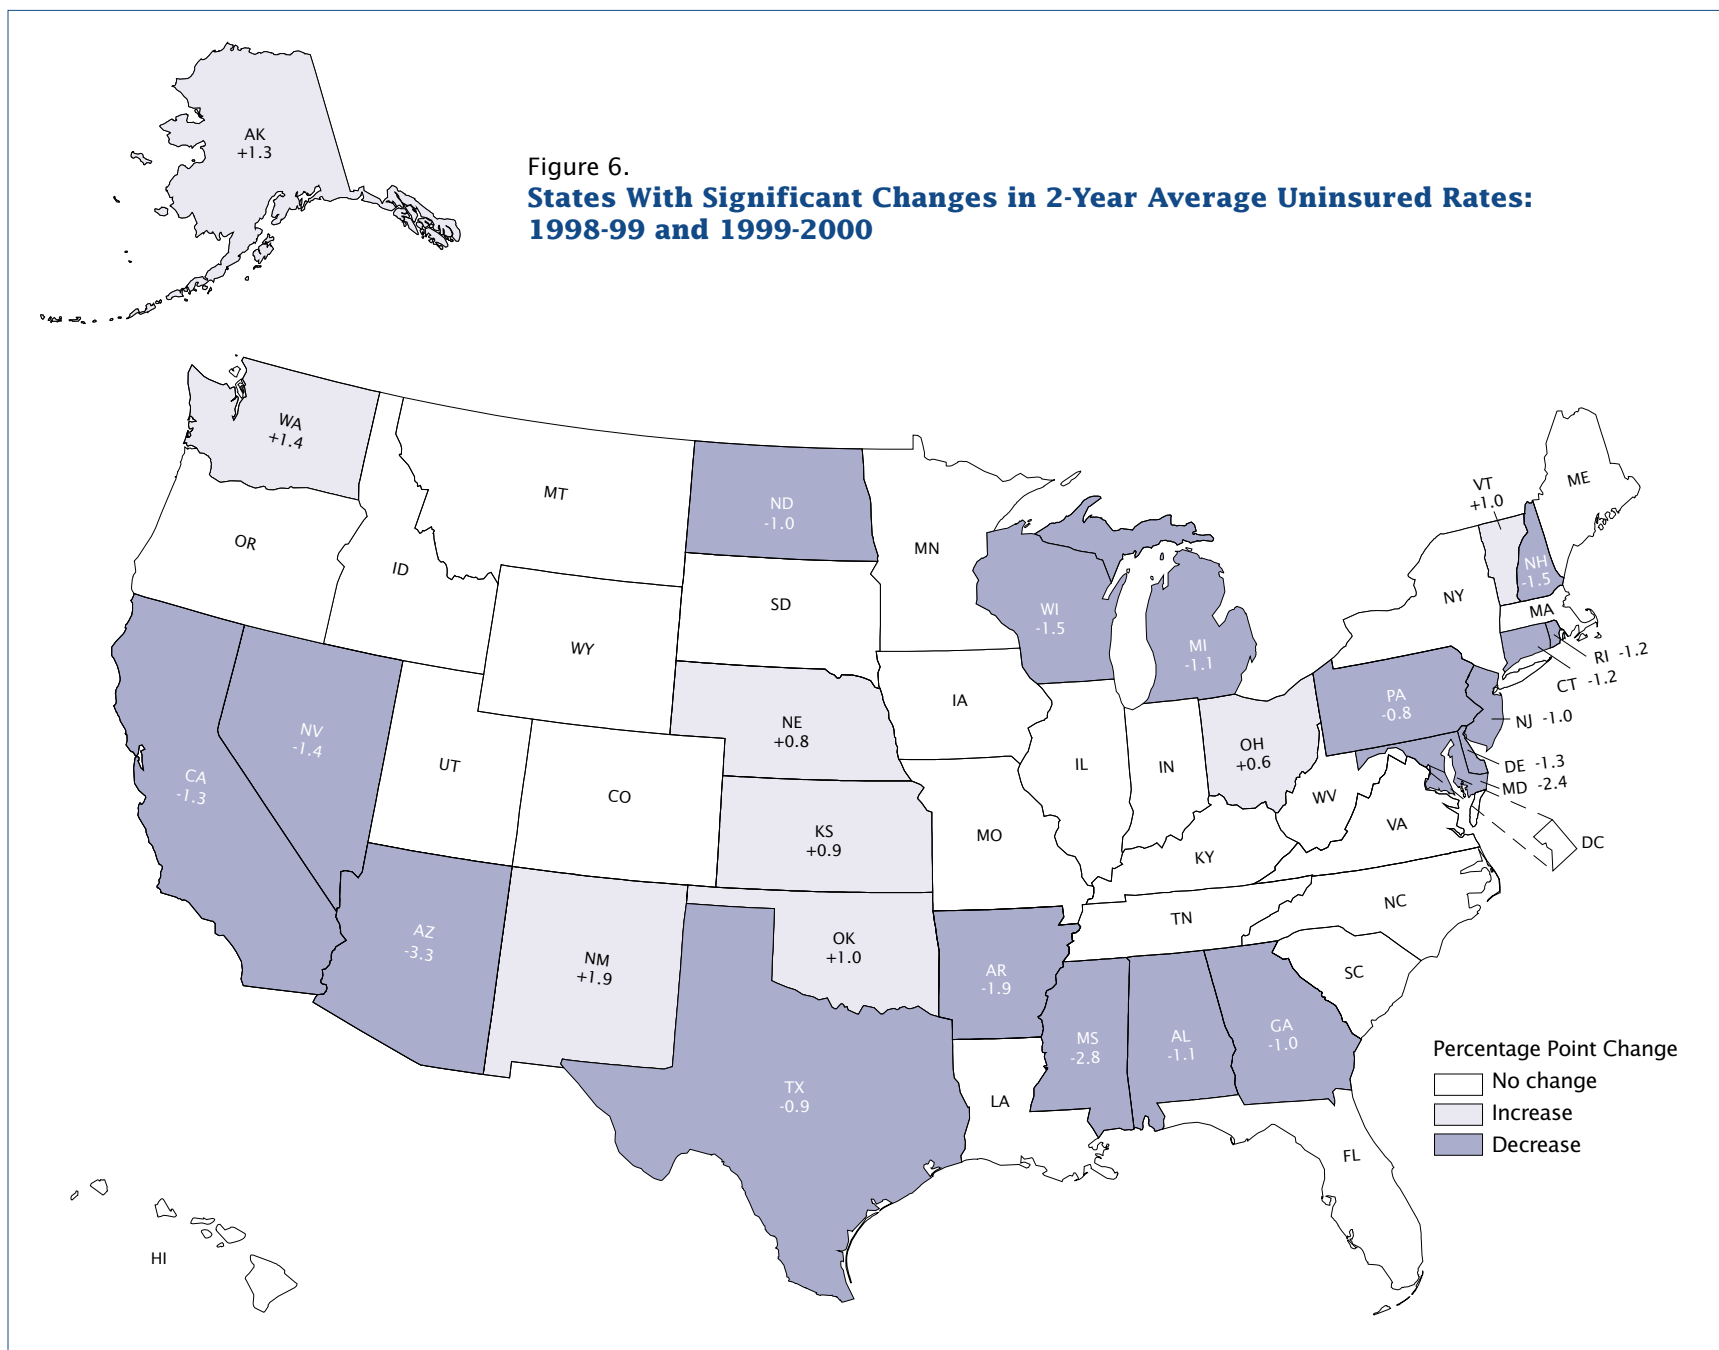 AK
+1.3
Figure 6.
States With Significant Changes in 2-Year Average Uninsured Rates:
1998-99 and 1999-2000
WA
+1.4
MT
ND
-1.0
MN
OR
ID
SD
WY
WI
-1.5
MI
-1.1
VT
+1.0
ME
NH
-1.5
NY
MA
RI -1.2
CT -1.2
NV
-1.4
CA
-1.3
UT
CO
NE
+0.8
IA
IL
IN
OH
+0.6
PA
-0.8
NJ -1.0
DE -1.3
MD -2.4
DC
WV
VA
KS
+0.9
MO
KY
AZ
-3.3
NM
+1.9
OK
+1.0
AR
-1.9
TN
NC
SC
TX
-0.9
LA
MS
-2.8
AL
-1.1
GA
-1.0
FL
HI
Percentage Point Change
No change
Increase
Decrease